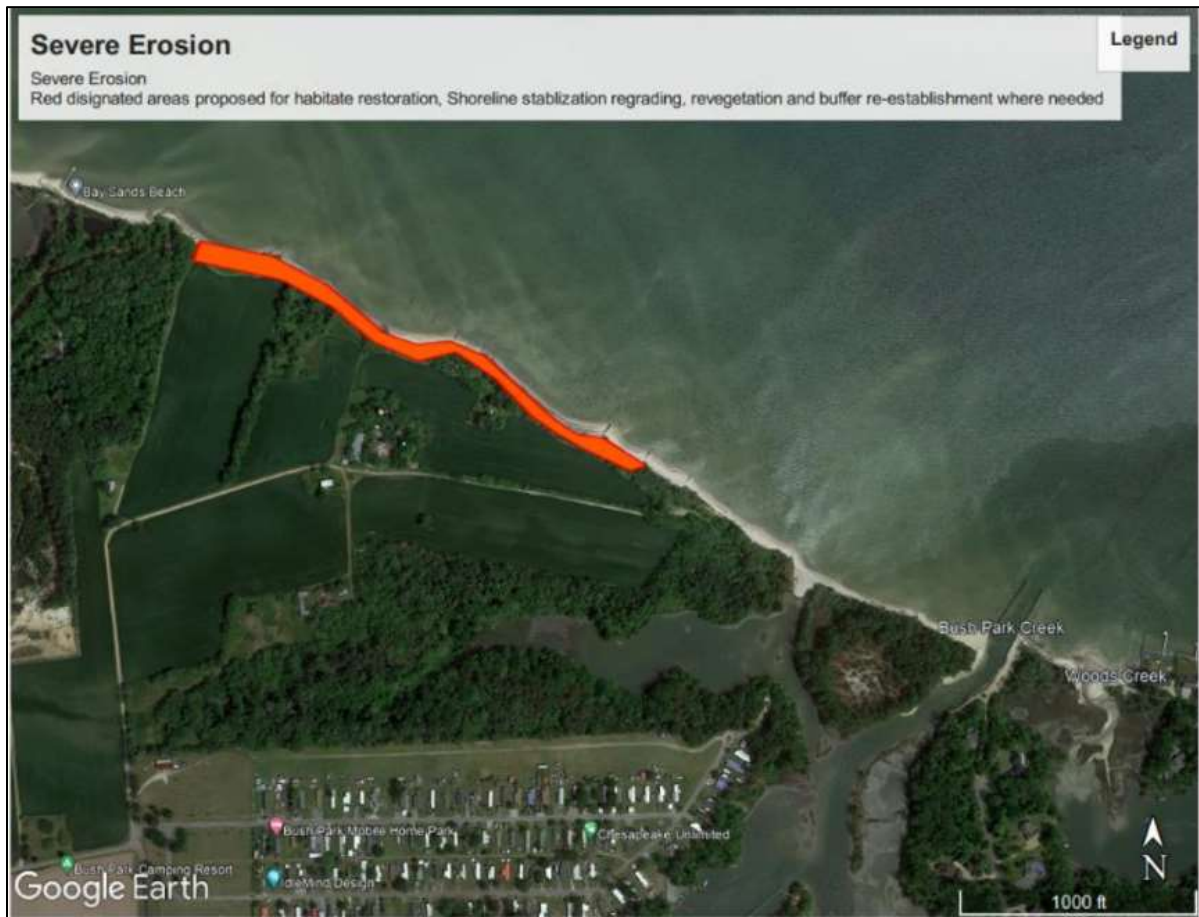 Severe Erosion
Legend
Severe Erosion
Red disignated areas proposed for habitate restoration, Shoreline stablization regrading, revegetation and buffer re-establishment where needed
Bay Sands Beach
Bush Park Creek
Woods Creek
Bush Park Mobile Home Park
Chesapeake Unlimited
Bush Park Camping Resort
IdleMind Design
Google Earth
N
1000 ft